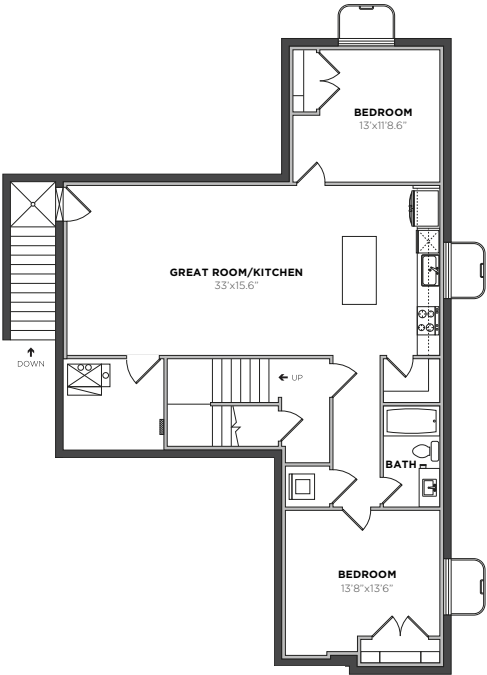 BEDROOM
13'x11'8.6"
GREAT ROOM/KITCHEN
33'x15.6"
DOWN
UP
BATH
BEDROOM
13'8"x13'6"